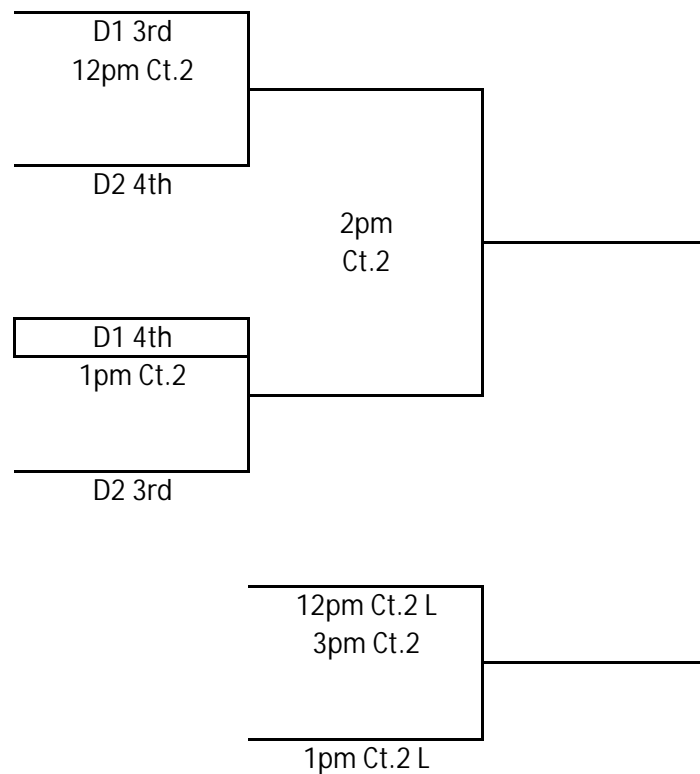 D1 3rd
12pm Ct.2
D2 4th
2pm
Ct.2
D1 4th
1pm Ct.2
D2 3rd
12pm Ct.2 L
3pm Ct.2
1pm Ct.2 L